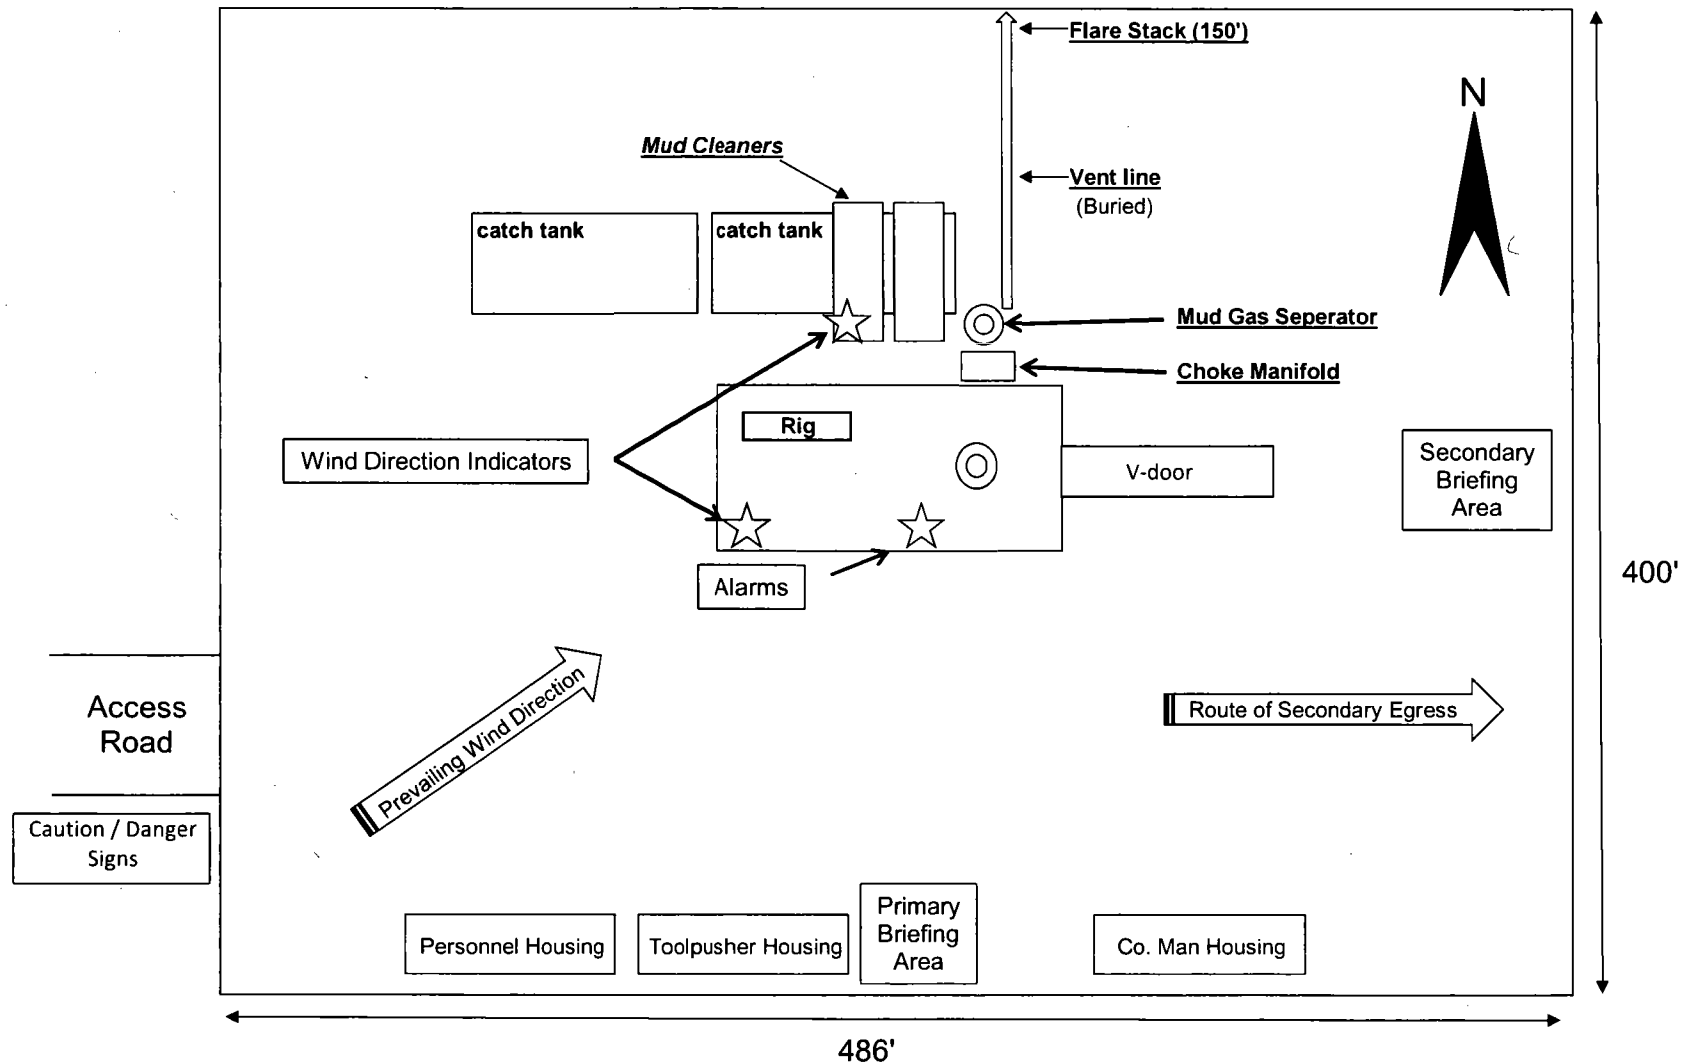 Flare Stack (150')
N
Mud Cleaners
Vent line
(Buried)
catch tank
catch tank
Mud Gas Seperator
Choke Manifold
Rig
Wind Direction Indicators
V-door
Secondary
Briefing
Area
Alarms
400'
Access
Road
Prevailing Wind Direction
Route of Secondary Egress
Caution / Danger
Signs
Personnel Housing
Toolpusher Housing
Primary
Briefing
Area
Co. Man Housing
486'